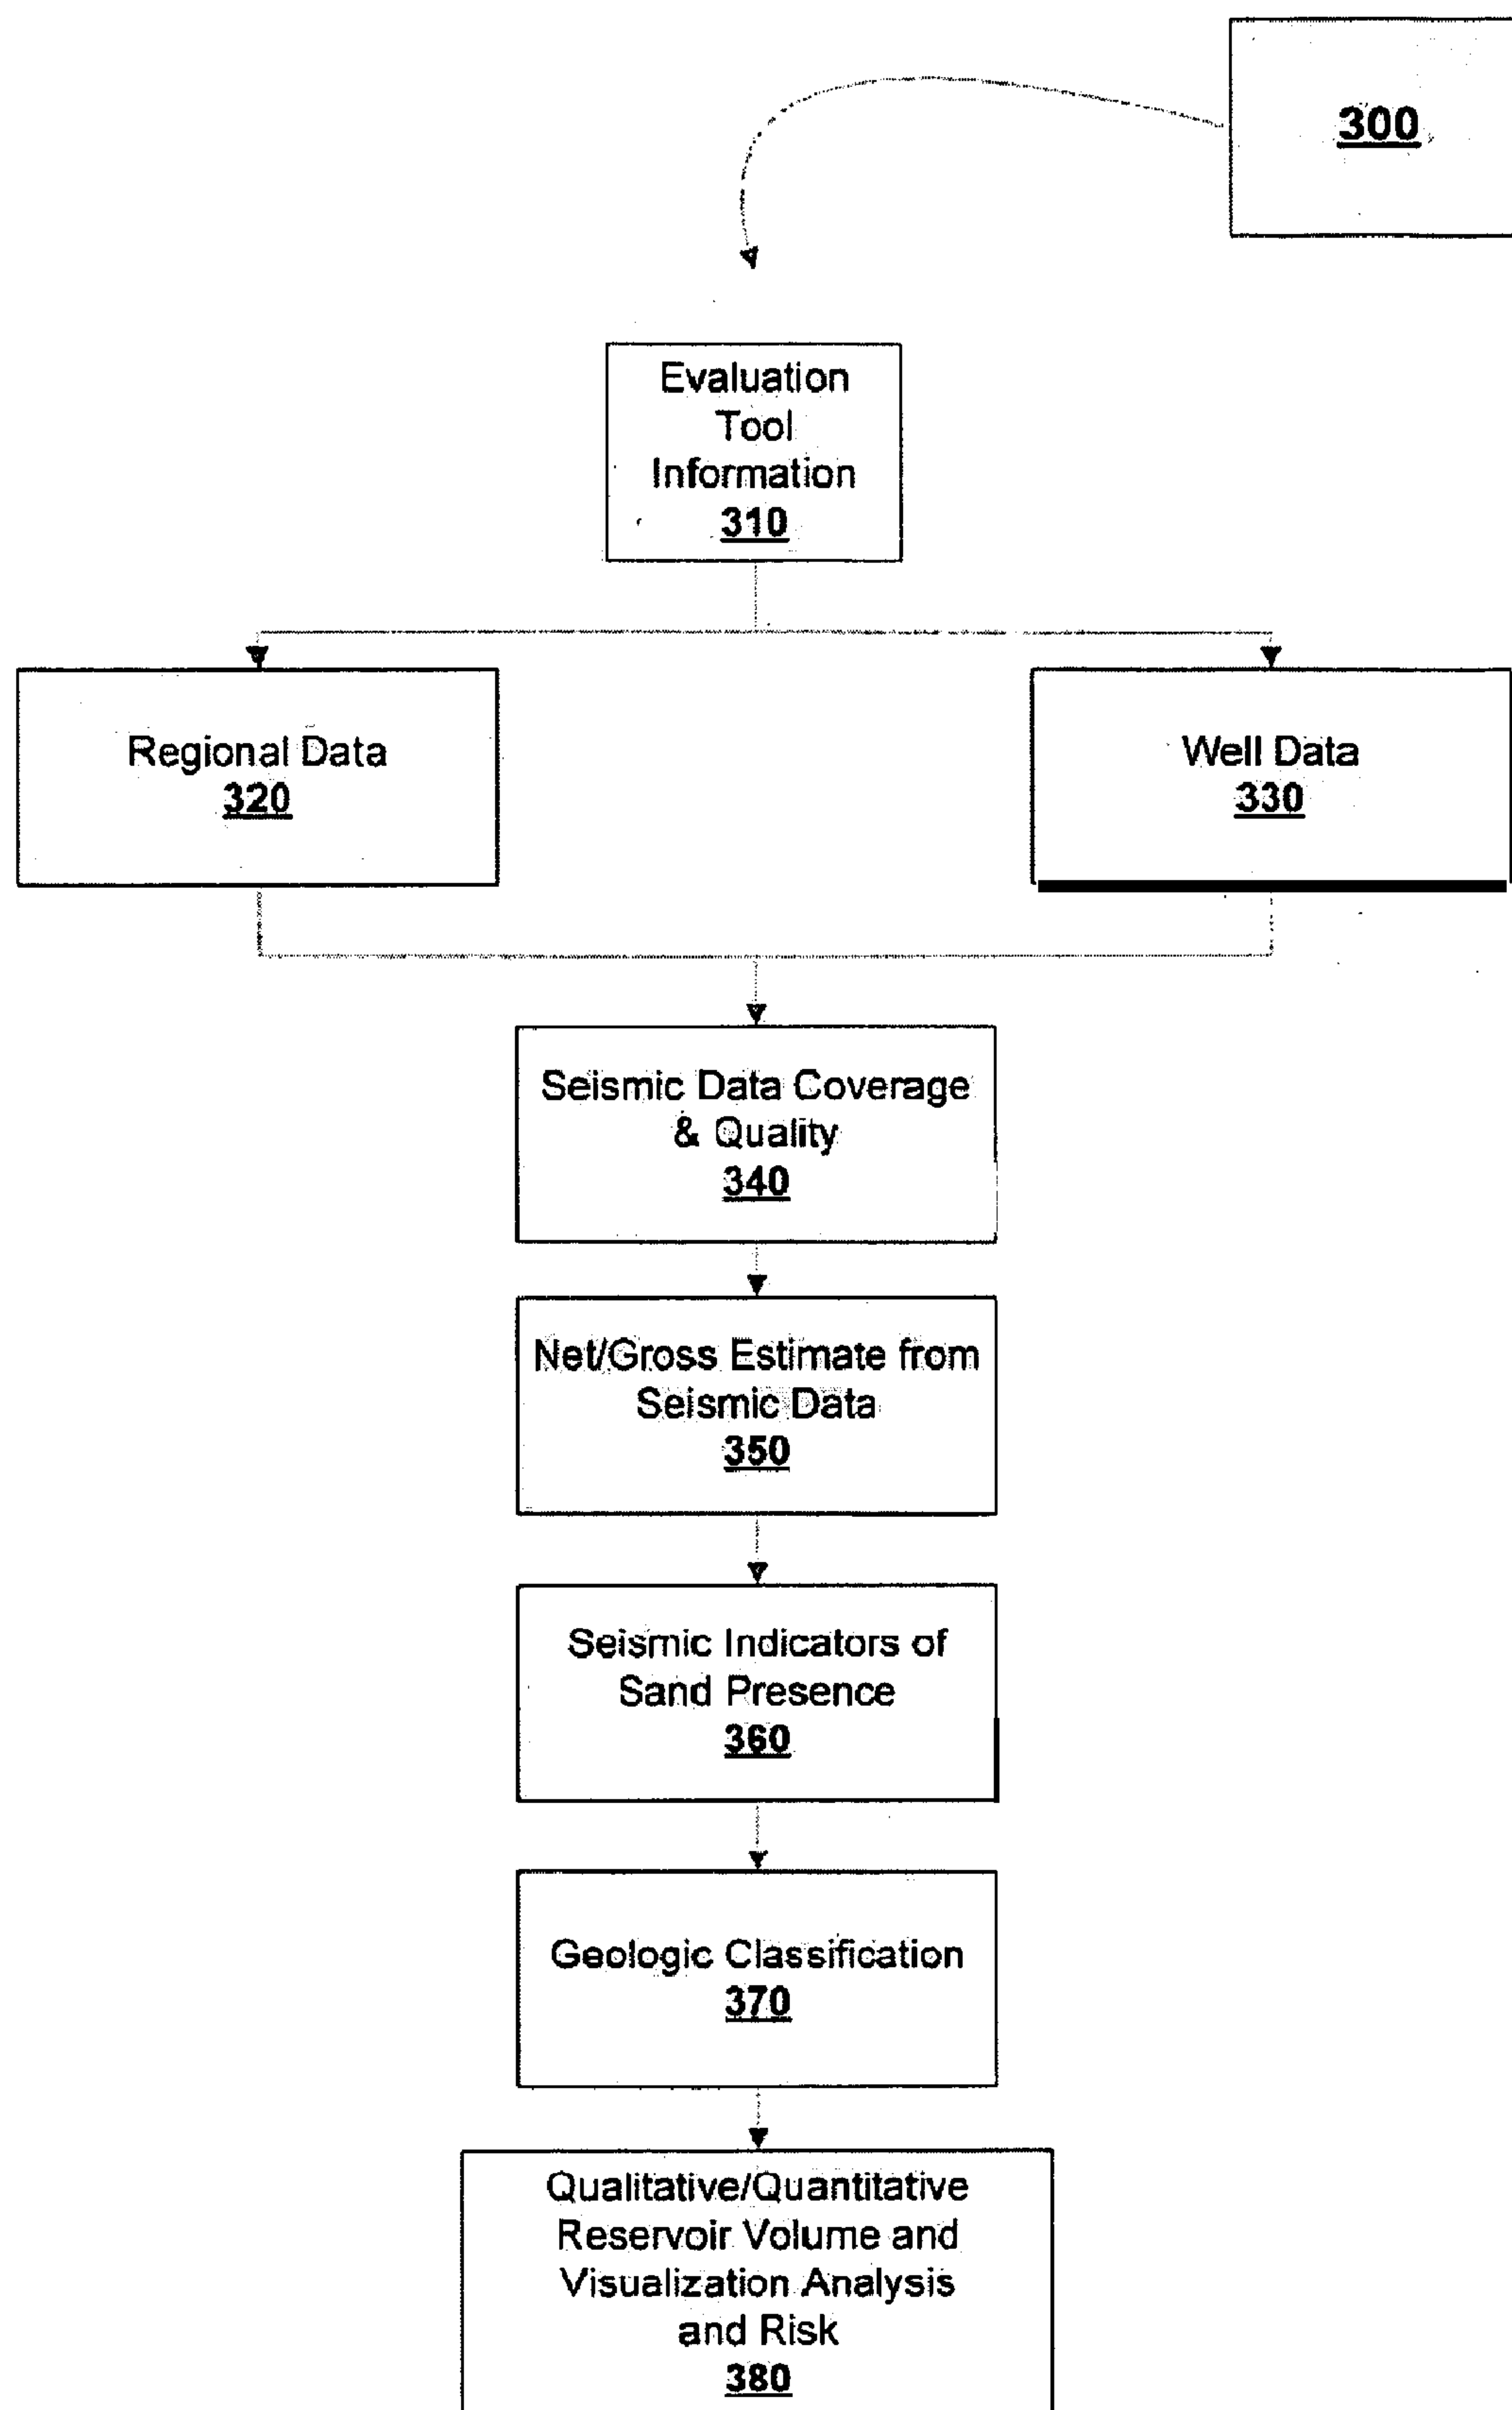 300
Evaluation
Tool
Information
310
Regional Data
320
Well Data
330
Seismic Data Coverage
& Quality
340
Net/Gross Estimate from
Seismic Data
350
Seismic Indicators of
Sand Presence
360
Geologic Classification
370
Qualitative/Quantitative
Reservoir Volume and
Visualization Analysis
and Risk
380